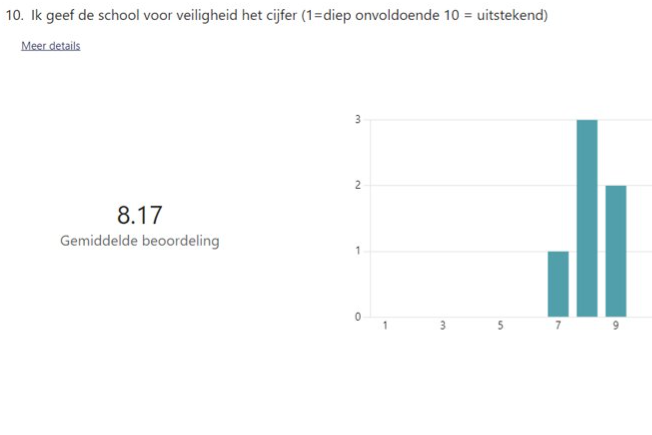 10. Ik geef de school voor veiligheid het cijfer (1=diep onvoldoende 10 = uitstekend)
Meer details
8.17
Gemiddelde beoordeling
3
2
1
0
1 3 5 7 9